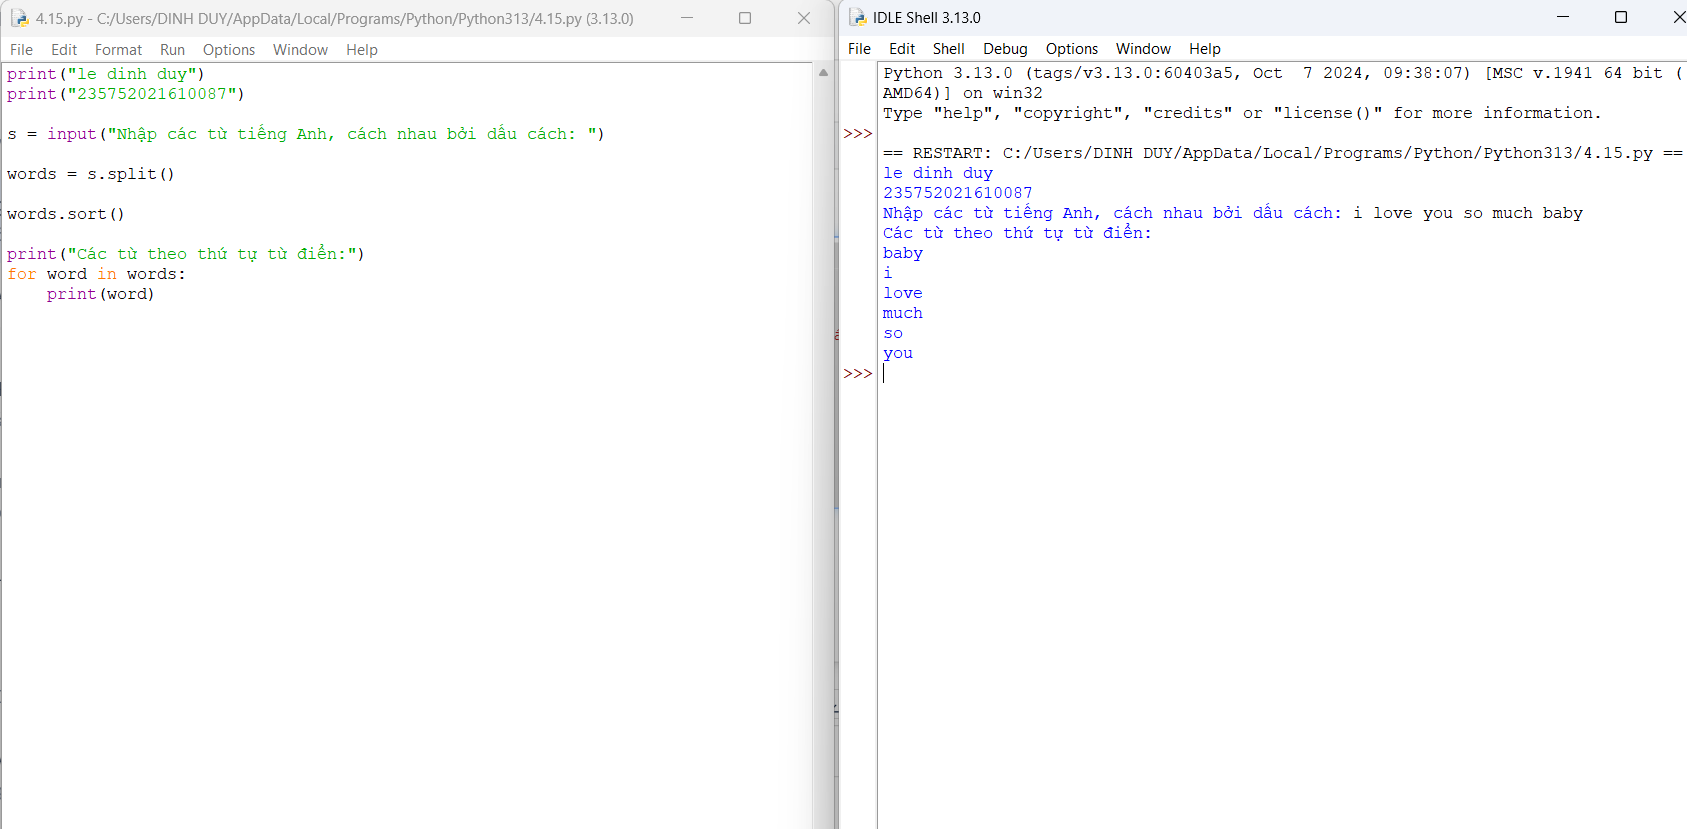 4.15.py - C:/Users/DINH DUY/AppData/Local/Programs/Python/Python313/4.15.py (3.13.0)
File Edit Format Run Options Window Help
print("le dinh duy")
print("235752021610087")
s = input("Nhập các từ tiếng Anh, cách nhau bởi dấu cách: ")
words = s.split()
words.sort()
print("Các từ theo thứ tự từ điển:")
for word in words:
    print(word)
IDLE Shell 3.13.0
File Edit Shell Debug Options Window Help
Python 3.13.0 (tags/v3.13.0:60403a5, Oct  7 2024, 09:38:07) [MSC v.1941 64 bit (
AMD64)] on win32
Type "help", "copyright", "credits" or "license()" for more information.
>>>
== RESTART: C:/Users/DINH DUY/AppData/Local/Programs/Python/Python313/4.15.py ==
le dinh duy
235752021610087
Nhập các từ tiếng Anh, cách nhau bởi dấu cách: i love you so much baby
Các từ theo thứ tự từ điển:
baby
i
love
much
so
you
>>>